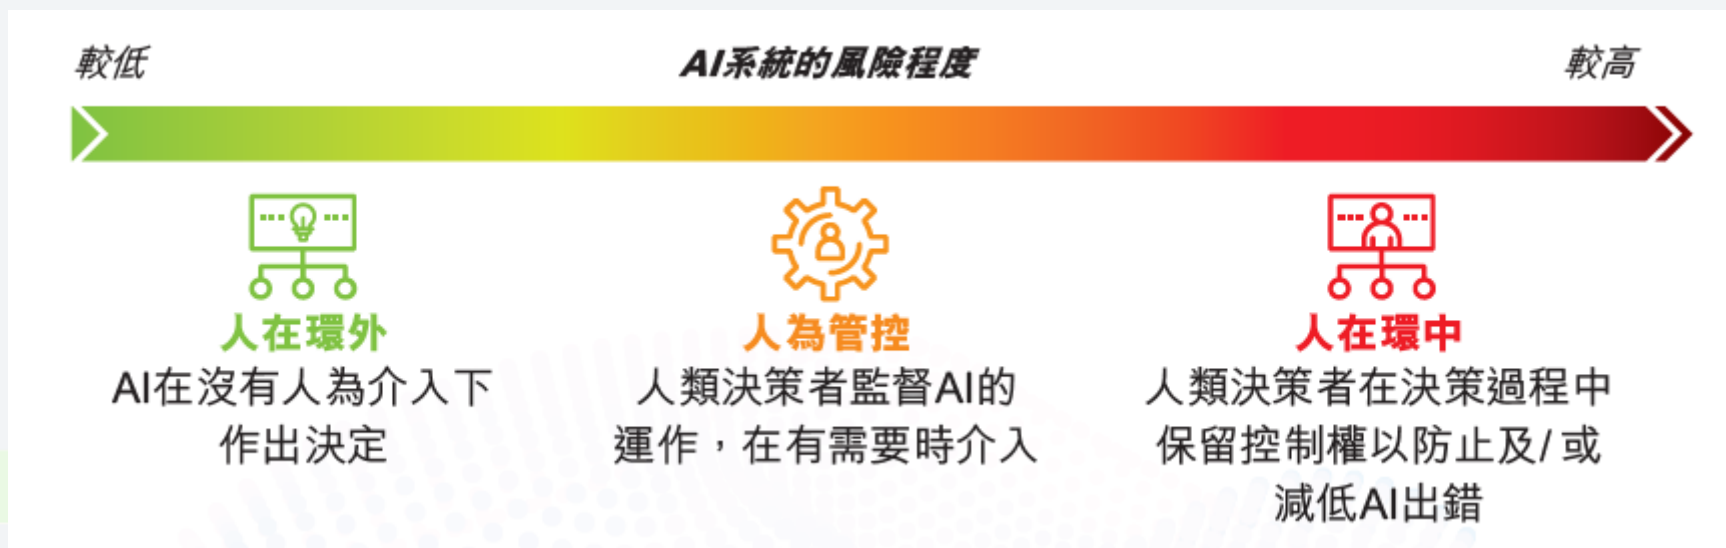 較低
AI系統的風險程度
較高
人在環外
AI在沒有人為介入下
作出決定
人為管控
人類決策者監督AI的
運作，在有需要時介入
人在環中
人類決策者在決策過程中
保留控制權以防止及/或
減低AI出錯